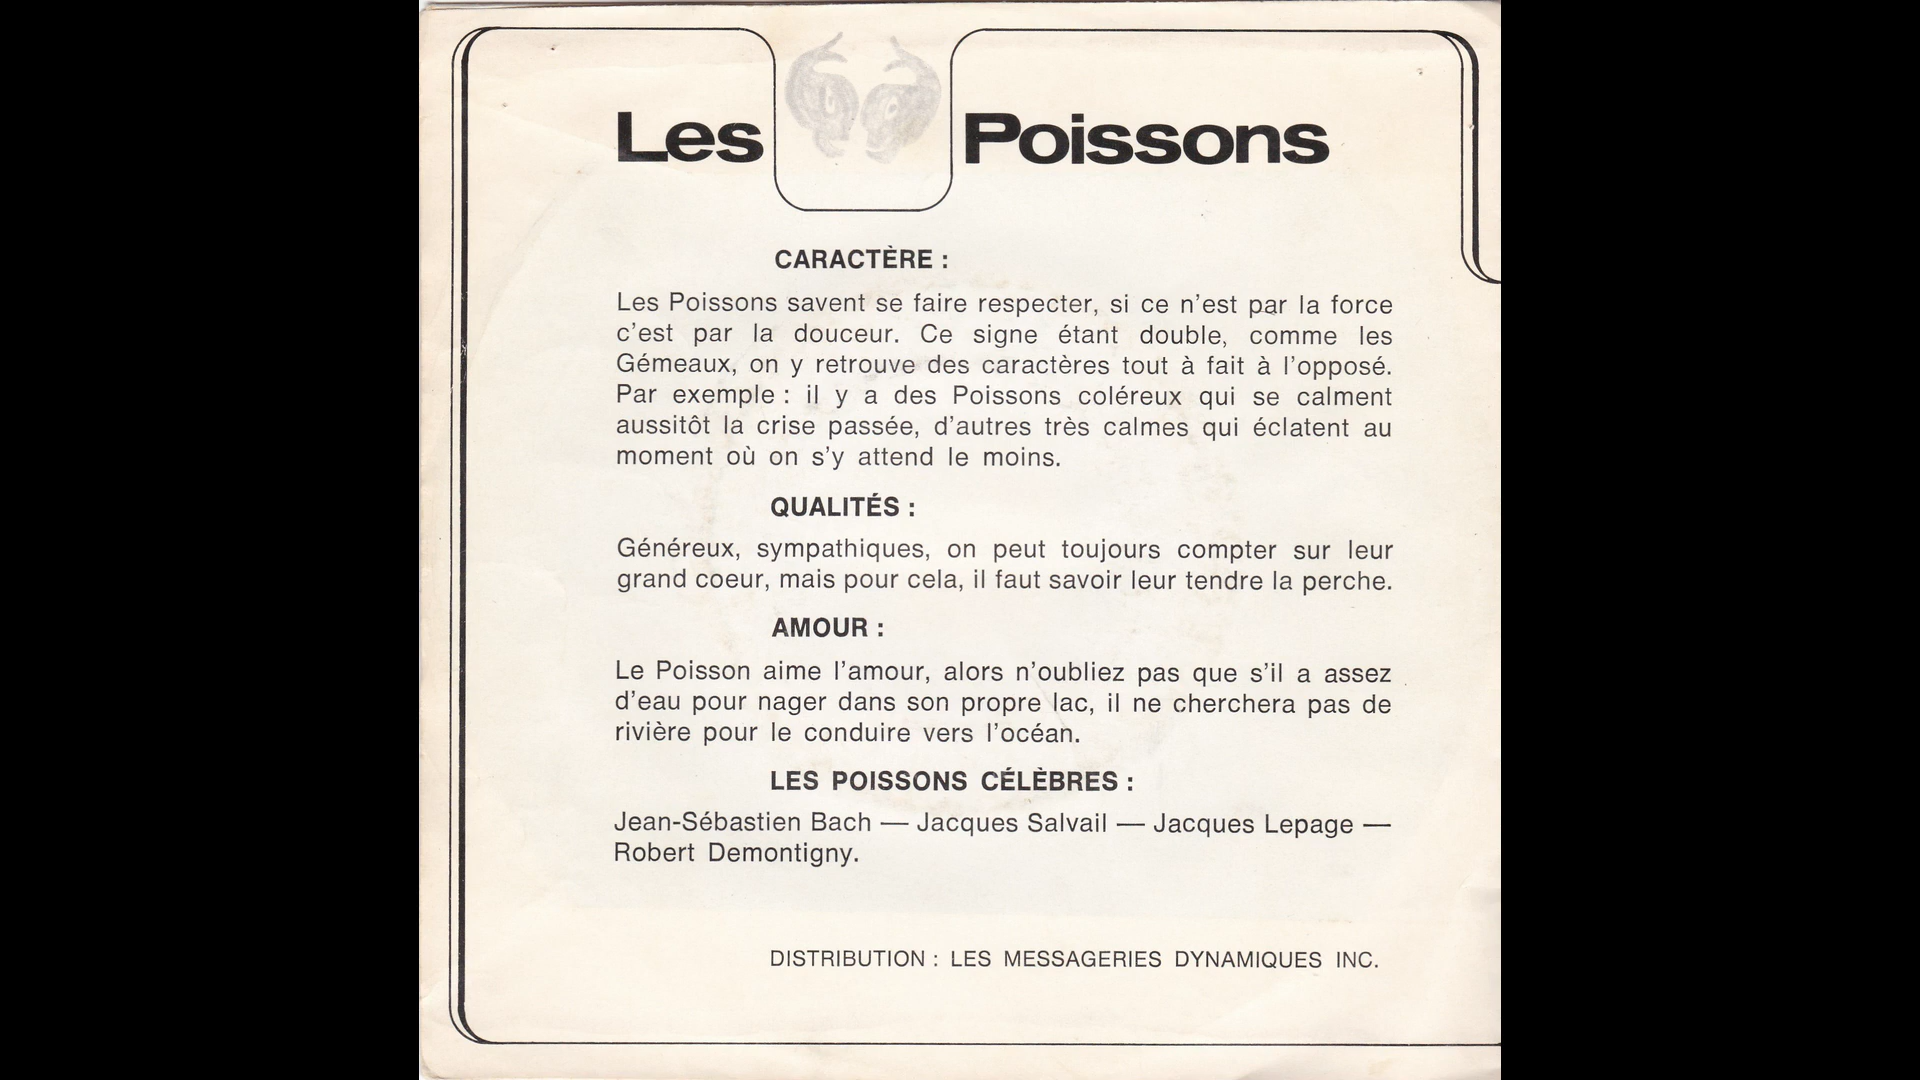 Les Poissons
CARACTÈRE :
Les Poissons savent se faire respecter, si ce n'est par la force
c'est par la douceur. Ce signe étant double, comme les
Gémeaux, on y retrouve des caractères tout à fait à l'opposé.
Par exemple : il y a des Poissons coléreux qui se calment
aussitôt la crise passée, d'autres très calmes qui éclatent au
moment où on s'y attend le moins.
QUALITÉS :
Généreux, sympathiques, on peut toujours compter sur leur
grand coeur, mais pour cela, il faut savoir leur tendre la perche.
AMOUR :
Le Poisson aime l'amour, alors n'oubliez pas que s'il a assez
d'eau pour nager dans son propre lac, il ne cherchera pas de
rivière pour le conduire vers l'océan.
LES POISSONS CÉLÈBRES :
Jean-Sébastien Bach — Jacques Salvail — Jacques Lepage —
Robert Demontigny.
DISTRIBUTION : LES MESSAGERIES DYNAMIQUES INC.